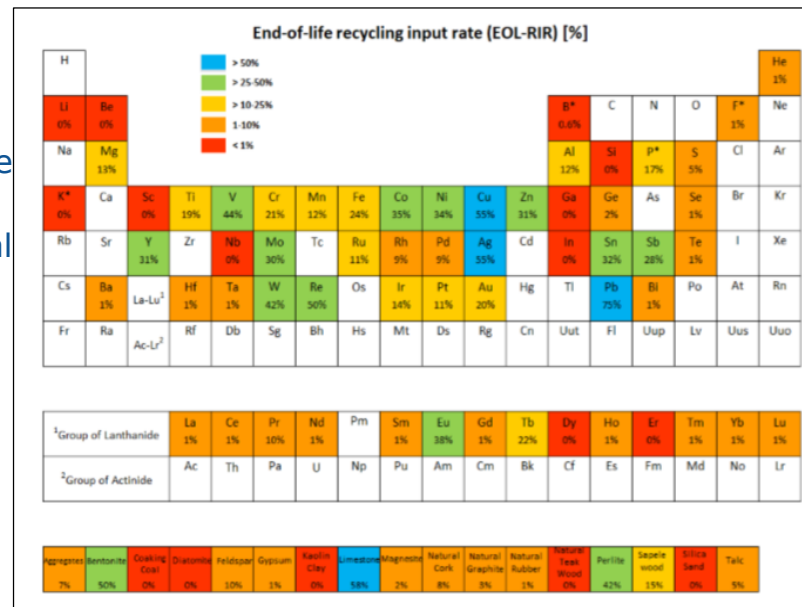 End-of-life recycling input rate (EOL-RIR) [%]
> 50%
> 25-50%
> 10-25%
1-10%
< 1%
e
al
H He
1%
Li Be B* C N O F* Ne
0% 0% 0.6% 1%
Na Mg Al Si P* S Cl Ar
13% 12% 0% 17% 5%
K* Ca Sc Ti V Cr Mn Fe Co Ni Cu Zn Ga Ge As Se Br Kr
0% 0% 19% 44% 21% 12% 24% 35% 34% 55% 31% 0% 2% 1%
Rb Sr Y Zr Nb Mo Tc Ru Rh Pd Ag Cd In Sn Sb Te I Xe
31% 0% 30% 11% 9% 9% 55% 0% 32% 28% 1%
Cs Ba La-Lu¹ Hf Ta W Re Os Ir Pt Au Hg Tl Pb Bi Po At Rn
1% 1% 1% 42% 50% 14% 11% 20% 75% 1%
Fr Ra Ac-Lr² Rf Db Sg Bh Hs Mt Ds Rg Cn Uut Fl Uup Lv Uus Uuo
¹Group of Lanthanide La Ce Pr Nd Pm Sm Eu Gd Tb Dy Ho Er Tm Yb Lu
1% 1% 10% 1% 1% 38% 1% 22% 0% 1% 0% 1% 1% 1%
²Group of Actinide Ac Th Pa U Np Pu Am Cm Bk Cf Es Fm Md No Lr
Aggregates Bentonite Coaking Coal Diatomite Feldspar Gypsum Kaolin Clay Limestone Magnesite Natural Cork Natural Graphite Natural Rubber Natural Teak Wood Perlite Sapele wood Silica Sand Talc
7% 50% 0% 0% 10% 1% 0% 58% 2% 8% 3% 1% 0% 42% 15% 0% 5%